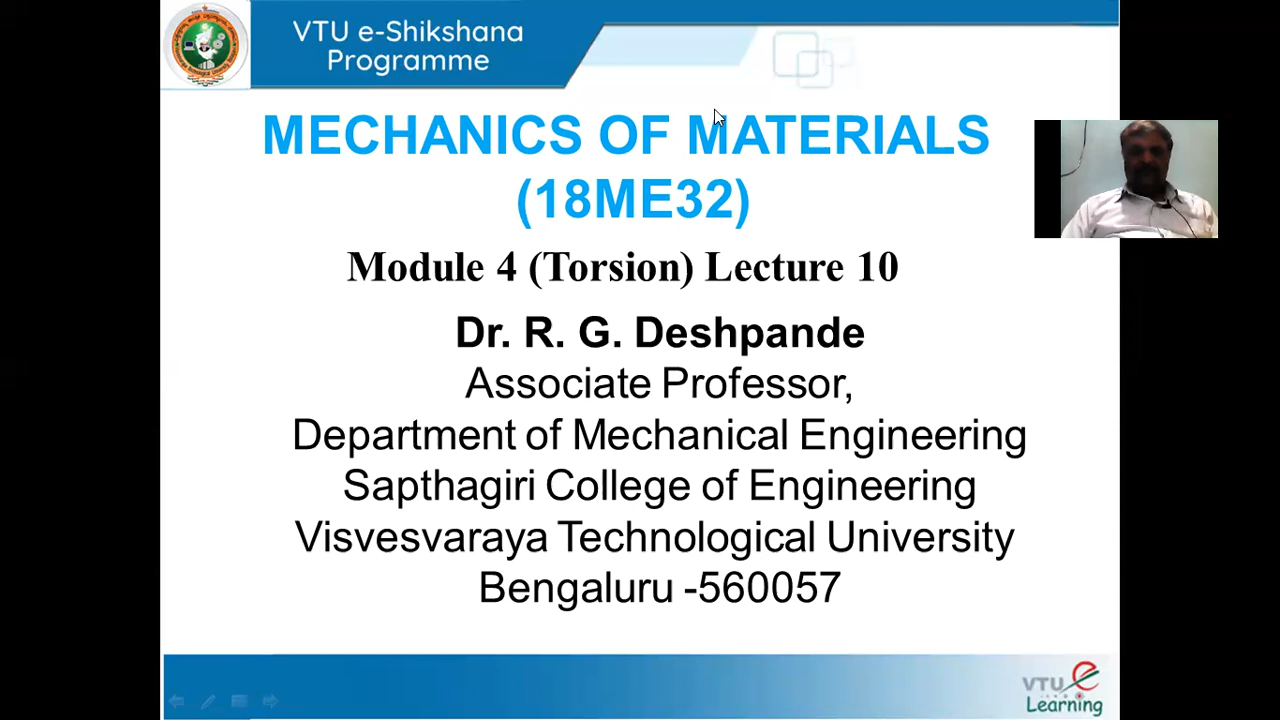 VTU e-Shikshana
Programme
MECHANICS OF MATERIALS
(18ME32)
Module 4 (Torsion) Lecture 10
Dr. R. G. Deshpande
Associate Professor,
Department of Mechanical Engineering
Sapthagiri College of Engineering
Visvesvaraya Technological University
Bengaluru -560057
VTU e
Learning